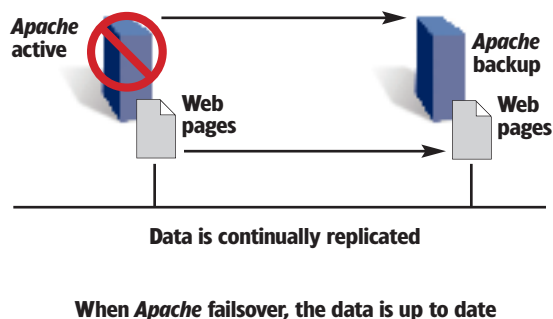 Apache
active
Web
pages
Apache
backup
Web
pages
Data is continually replicated
When Apache failsover, the data is up to date